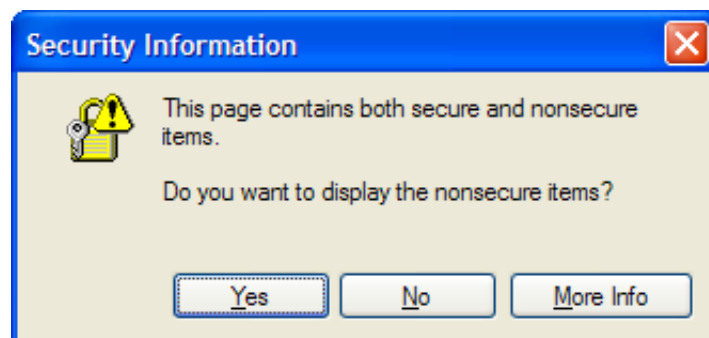 Security Information
This page contains both secure and nonsecure
items.
Do you want to display the nonsecure items?
Yes
No
More Info